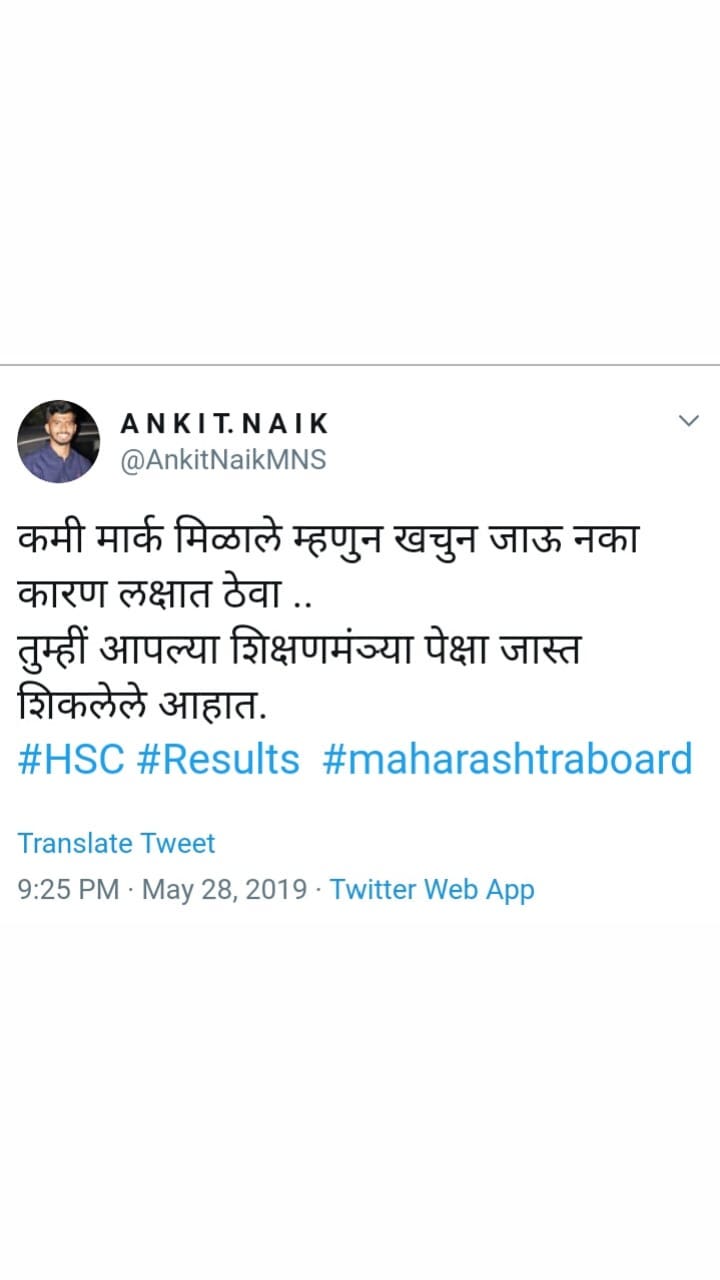 ANKIT.NAIK
@AnkitNaikMNS
कमी मार्क मिळाले म्हणुन खचुन जाऊ नका
कारण लक्षात ठेवा ..
तुम्हीं आपल्या शिक्षणमंञ्या पेक्षा जास्त
शिकलेले आहात.
#HSC #Results #maharashtraboard
Translate Tweet
9:25 PM · May 28, 2019 · Twitter Web App